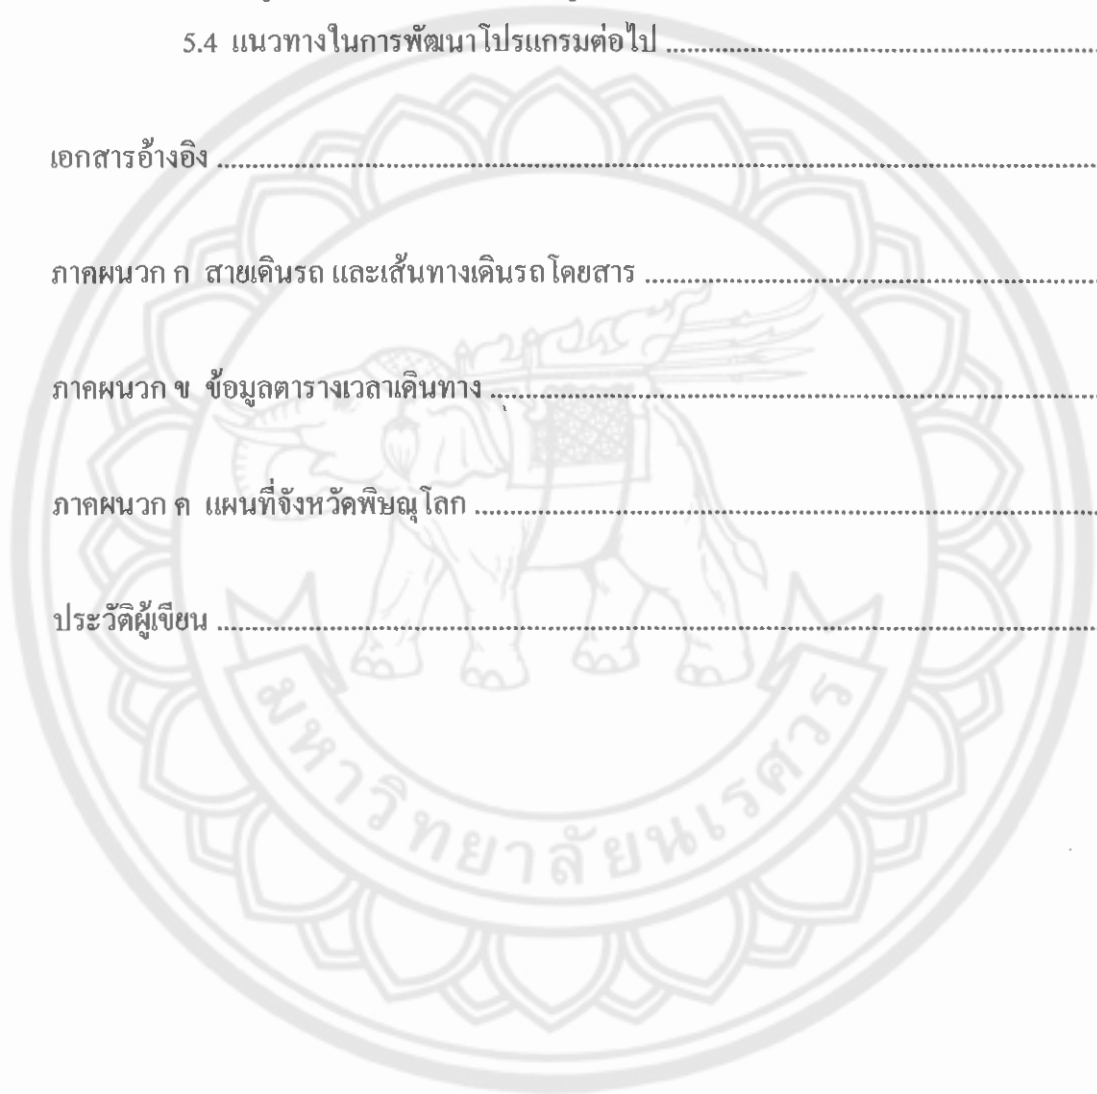 5.4 แนวทางในการพัฒนาโปรแกรมต่อไป ........................................................
เอกสารอ้างอิง ........................................................
ภาคผนวก ก สายเดินรถ และเส้นทางเดินรถโดยสาร ........................................................
ภาคผนวก ข ข้อมูลตารางเวลาเดินทาง ........................................................
ภาคผนวก ค แผนที่จังหวัดพิษณุโลก ........................................................
ประวัติผู้เขียน ........................................................
มหาวิทยาลัยนเรศวร